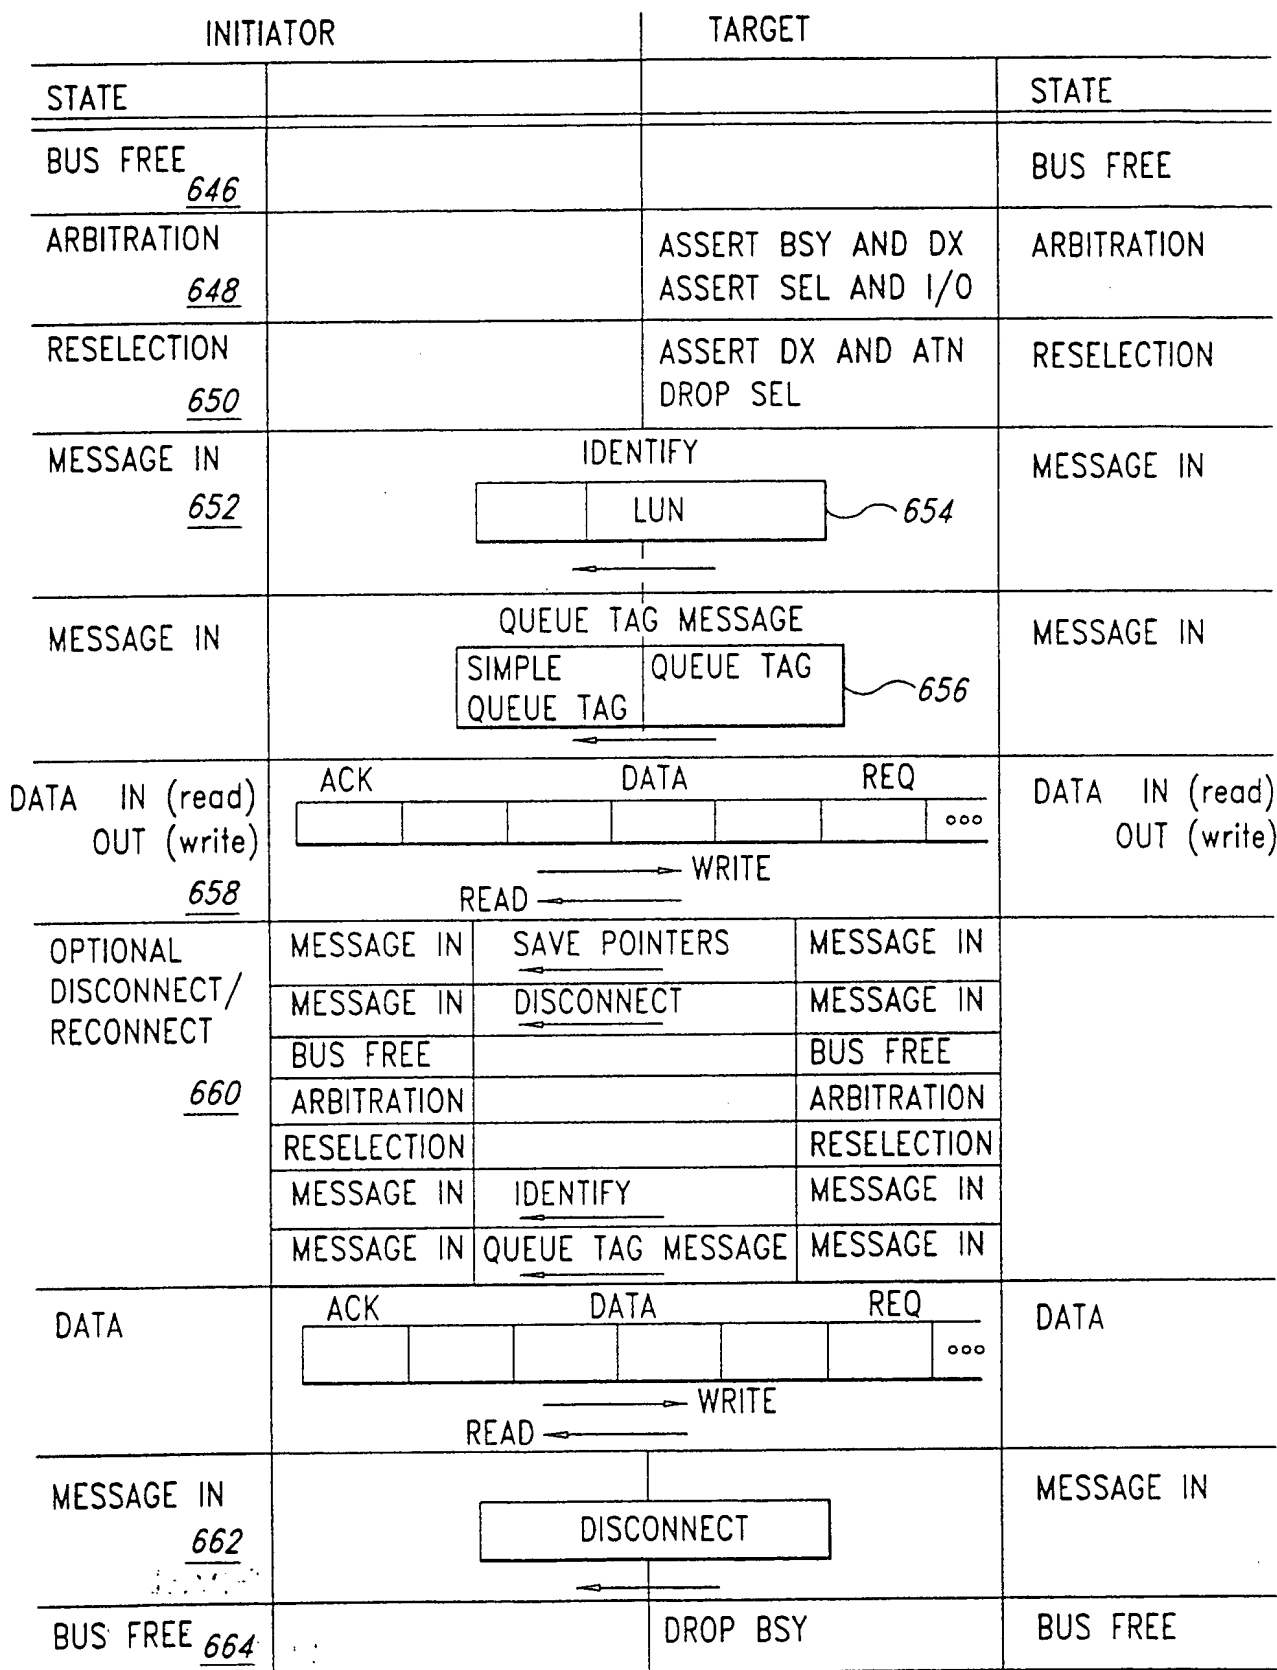 INITIATOR TARGET
STATE STATE
BUS FREE BUS FREE
646
ARBITRATION ASSERT BSY AND DX ARBITRATION
648 ASSERT SEL AND I/O
RESELECTION ASSERT DX AND ATN RESELECTION
650 DROP SEL
MESSAGE IN IDENTIFY MESSAGE IN
652 LUN 654
MESSAGE IN QUEUE TAG MESSAGE MESSAGE IN
SIMPLE QUEUE TAG 656
QUEUE TAG
ACK DATA REQ
DATA IN (read) DATA IN (read)
OUT (write) OUT (write)
WRITE
658 READ
OPTIONAL MESSAGE IN SAVE POINTERS MESSAGE IN
DISCONNECT/ MESSAGE IN DISCONNECT MESSAGE IN
RECONNECT BUS FREE BUS FREE
660 ARBITRATION ARBITRATION
RESELECTION RESELECTION
MESSAGE IN IDENTIFY MESSAGE IN
MESSAGE IN QUEUE TAG MESSAGE MESSAGE IN
ACK DATA REQ
DATA DATA
WRITE
READ
MESSAGE IN MESSAGE IN
662 DISCONNECT
BUS FREE 664 DROP BSY BUS FREE